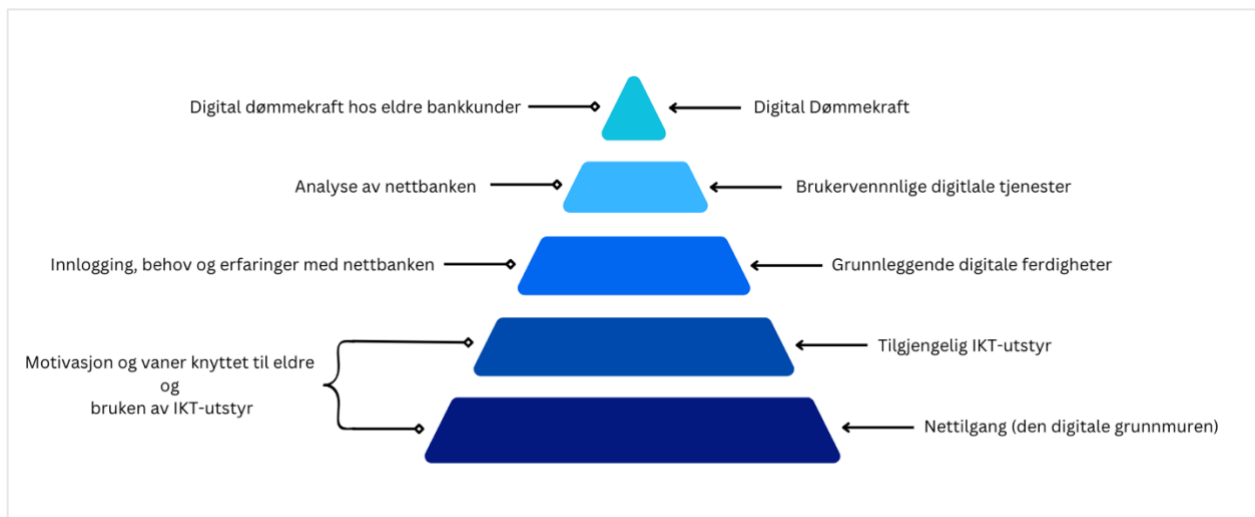 Digital dømmekraft hos eldre bankkunder
Digital Dømmekraft
Analyse av nettbanken
Brukervennnlige digitlale tjenester
Innlogging, behov og erfaringer med nettbanken
Grunnleggende digitale ferdigheter
Tilgjengelig IKT-utstyr
Motivasjon og vaner knyttet til eldre
og
bruken av IKT-utstyr
Nettilgang (den digitale grunnmuren)